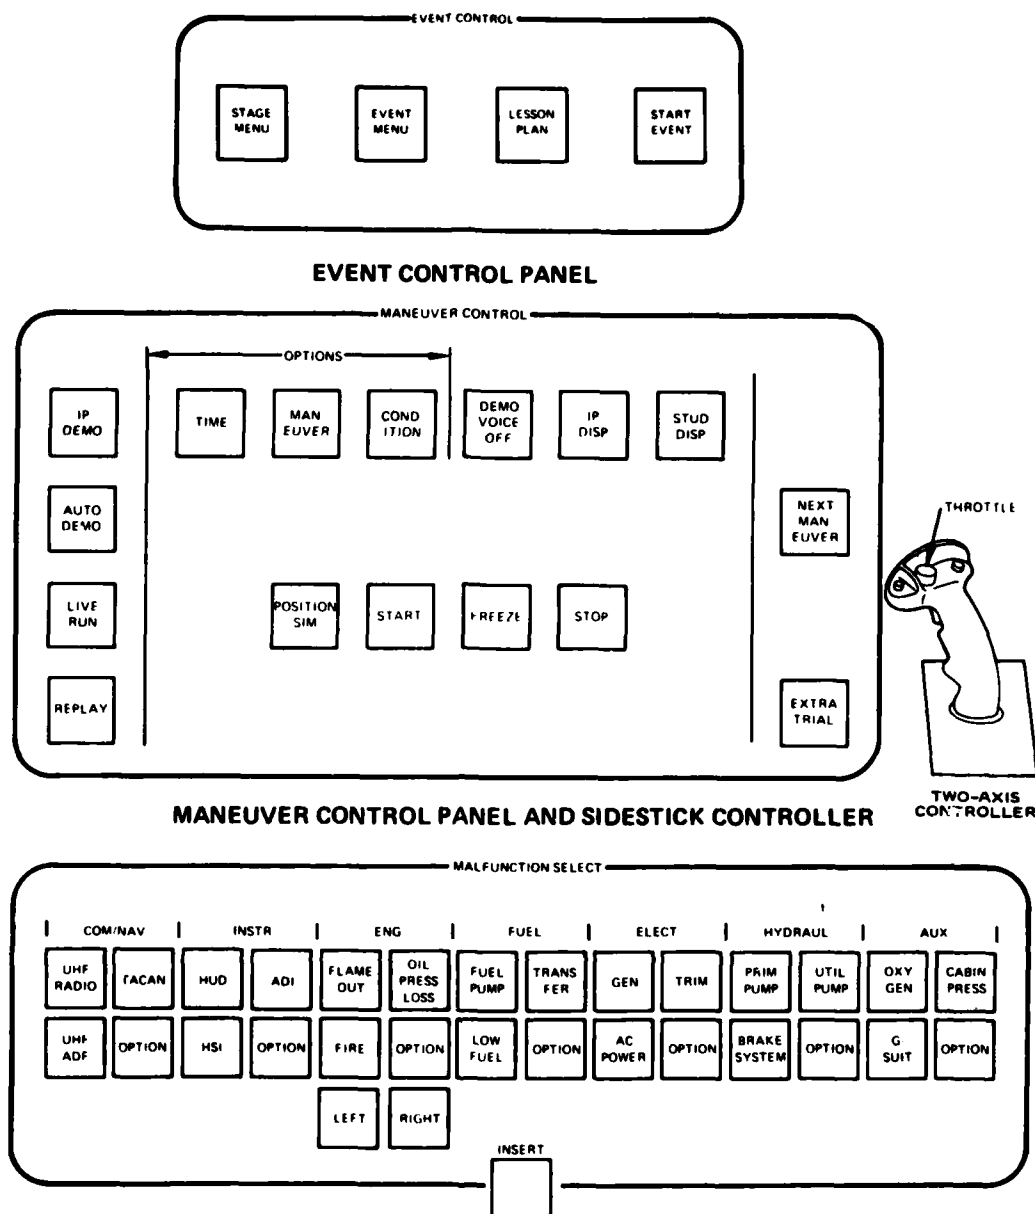 EVENT CONTROL
STAGE
MENU
EVENT
MENU
LESSON
PLAN
START
EVENT
EVENT CONTROL PANEL
MANEUVER CONTROL
OPTIONS
IP
DEMO
TIME
MAN
EUVER
COND
ITION
DEMO
VOICE
OFF
IP
DISP
STUD
DISP
AUTO
DEMO
NEXT
MAN
EUVER
THROTTLE
LIVE
RUN
POSITION
SIM
START
FREEZE
STOP
REPLAY
EXTRA
TRIAL
TWO-AXIS
CONTROLLER
MANEUVER CONTROL PANEL AND SIDESTICK CONTROLLER
MALFUNCTION SELECT
COM/NAV
INSTR
ENG
FUEL
ELECT
HYDRAUL
AUX
UHF
RADIO
TACAN
HUD
ADI
FLAME
OUT
OIL
PRESS
LOSS
FUEL
PUMP
TRANS
FER
GEN
TRIM
PRIM
PUMP
UTIL
PUMP
OXY
GEN
CABIN
PRESS
UHF
ADF
OPTION
HSI
OPTION
FIRE
OPTION
LOW
FUEL
OPTION
AC
POWER
OPTION
BRAKE
SYSTEM
OPTION
G
SUIT
OPTION
LEFT
RIGHT
INSERT